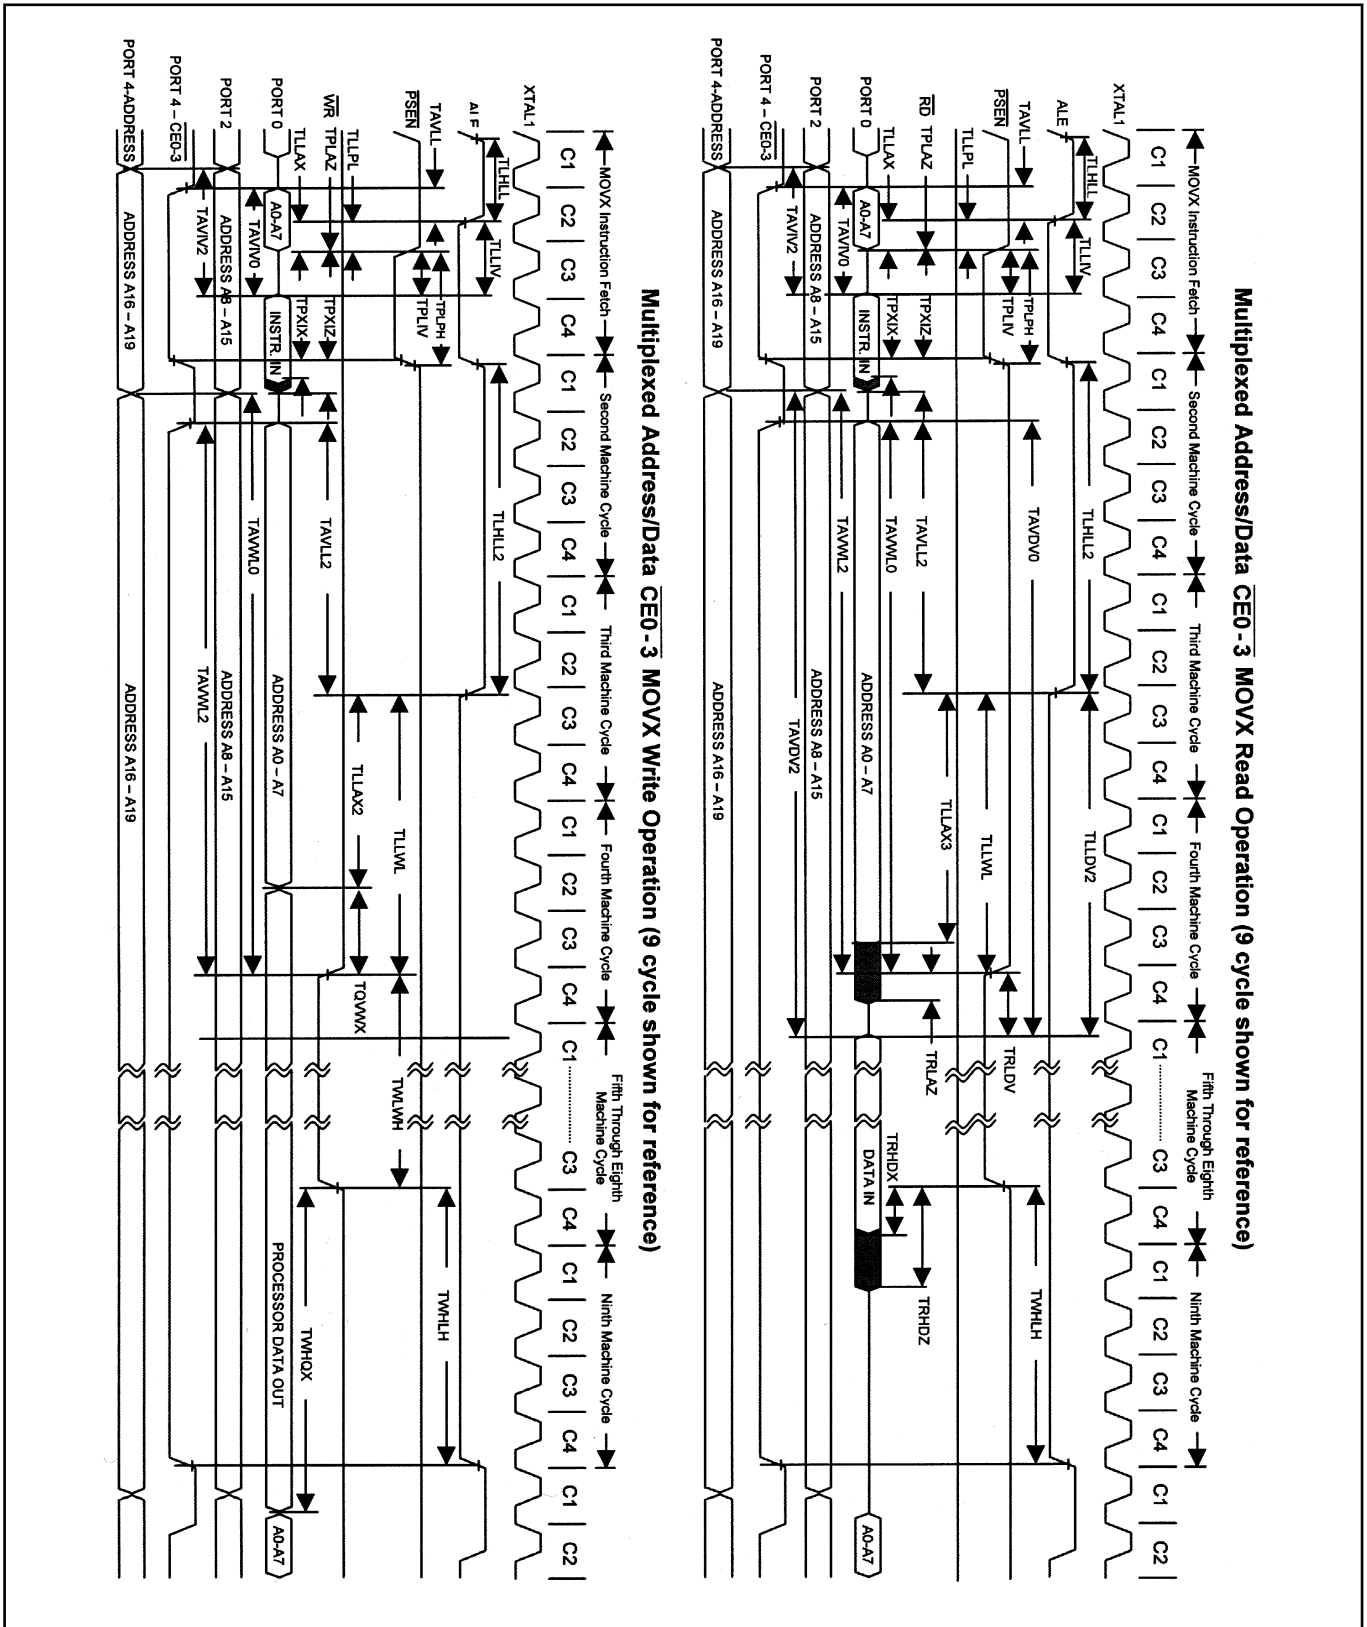 Multiplexed Address/Data CE0 - 3 MOVX Read Operation (9 cycle shown for reference)
MOVX Instruction Fetch Second Machine Cycle Third Machine Cycle Fourth Machine Cycle Fifth Through Eighth Machine Cycle Ninth Machine Cycle
C1 C2 C3 C4 C1 C2 C3 C4 C1 C2 C3 C4 C1 C2 C3 C4 C1 .......... C3 C4 C1 C2 C3 C4 C1 C2
XTAL1
TLHLL TLLIV TLHLL2 TLLDV2
ALE
TAVLL TPLPH TAVDV0 TWHLH
PSEN TPLIV TRLDV
TLLPL TLLWL
TPLAZ TPXIZ TAVLL2 TLLAX3 TRLAZ TRHDZ
RD
TLLAX TPXIX TAVWL0 TRHDX
PORT 0 A0-A7 INSTR. IN ADDRESS A0 – A7 DATA IN A0-A7
TAVIV0 TAVWL2
PORT 2 ADDRESS A8 – A15 ADDRESS A8 – A15
TAVIV2 TAVDV2
PORT 4 – CE0-3
PORT 4-ADDRESS ADDRESS A16 – A19 ADDRESS A16 – A19
Multiplexed Address/Data CE0 - 3 MOVX Write Operation (9 cycle shown for reference)
MOVX Instruction Fetch Second Machine Cycle Third Machine Cycle Fourth Machine Cycle Fifth Through Eighth Machine Cycle Ninth Machine Cycle
C1 C2 C3 C4 C1 C2 C3 C4 C1 C2 C3 C4 C1 C2 C3 C4 C1 .......... C3 C4 C1 C2 C3 C4 C1 C2
XTAL1
TLHLL TLLIV TLHLL2
ALE
TAVLL TPLPH TWHLH
PSEN TPLIV
TLLPL TLLWL TWLWH
TLLAX2 TQVWX
WR TPLAZ TPXIZ TAVLL2
TLLAX TPXIX TWHQX
PORT 0 A0-A7 INSTR. IN ADDRESS A0 – A7 PROCESSOR DATA OUT A0-A7
TAVIV0 TAVWL0
PORT 2 ADDRESS A8 – A15 ADDRESS A8 – A15
TAVIV2 TAVWL2
PORT 4 – CE0-3
PORT 4-ADDRESS ADDRESS A16 – A19 ADDRESS A16 – A19